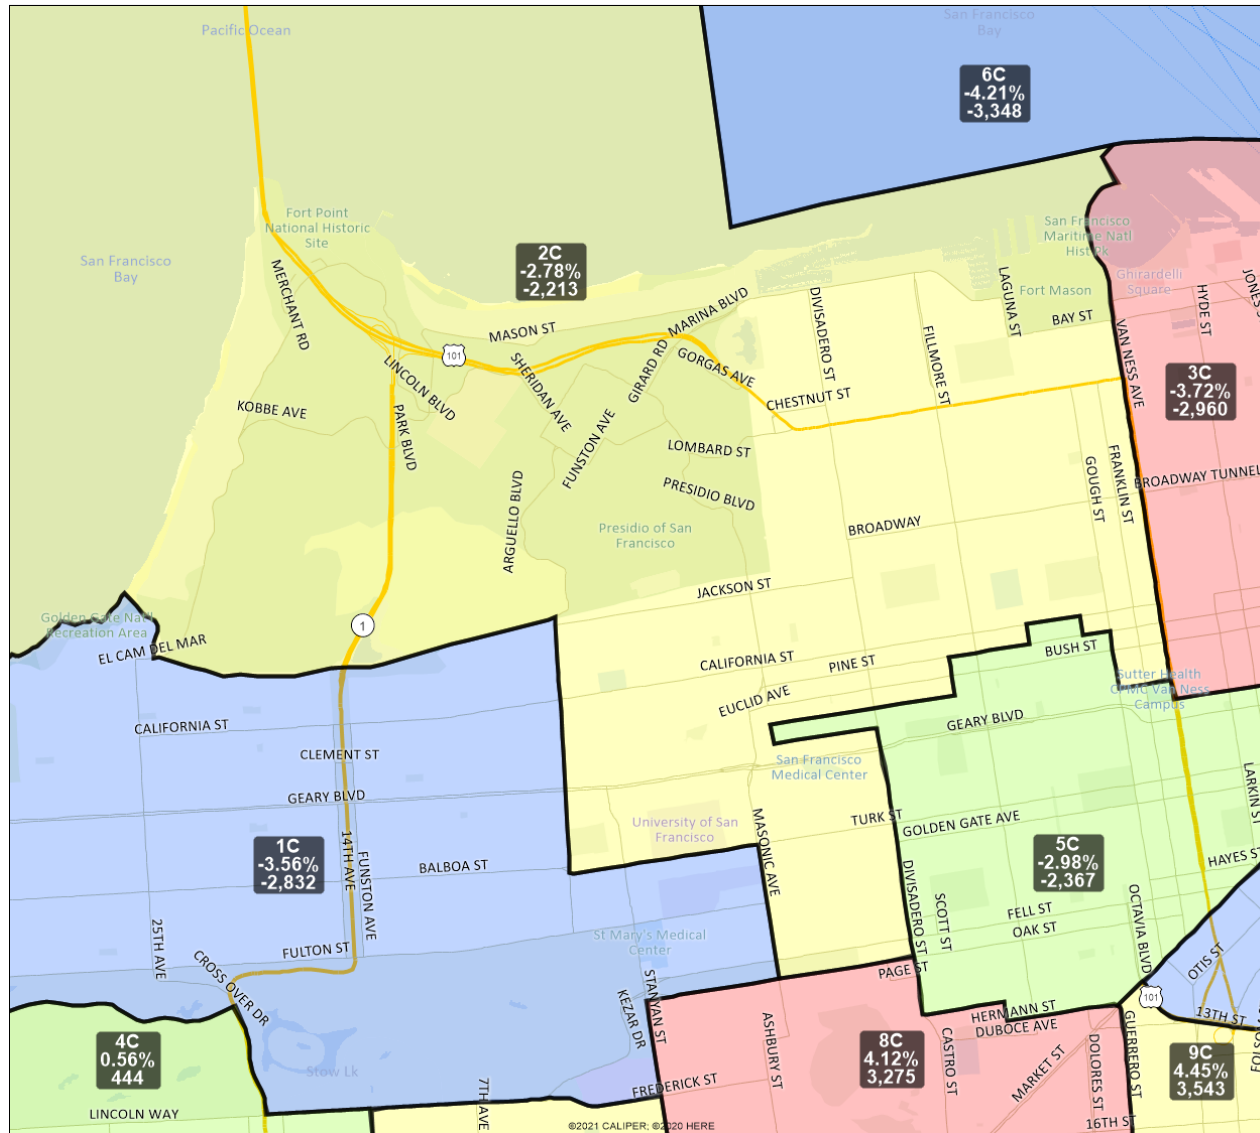 Pacific Ocean
San Francisco
Bay
6C
-4.21%
-3,348
Fort Point
National Historic
Site
San Francisco
Maritime Natl
Hist Pk
San Francisco
Bay
2C
-2.78%
-2,213
Ghirardelli
Square
JONES S
HYDE ST
Fort Mason
LAGUNA ST
MERCHANT RD
MARINA BLVD
DIVISADERO ST
BAY ST
VAN NESS AVE
MASON ST
FILLMORE ST
101
GIRARD RD
GORGAS AVE
LINCOLN BLVD
SHERIDAN AVE
3C
-3.72%
-2,960
CHESTNUT ST
KOBBE AVE
PARK BLVD
FUNSTON AVE
LOMBARD ST
GOUGH ST
FRANKLIN ST
BROADWAY TUNNEL
ARGUELLO BLVD
PRESIDIO BLVD
Presidio of San
Francisco
BROADWAY
JACKSON ST
Golden Gate Nat'l
Recreation Area
1
EL CAM DEL MAR
CALIFORNIA ST
PINE ST
BUSH ST
Sutter Health
CPMC Van Ness
Campus
EUCLID AVE
CALIFORNIA ST
GEARY BLVD
CLEMENT ST
San Francisco
Medical Center
LARKIN S
GEARY BLVD
University of San
Francisco
MASONIC AVE
TURK ST
GOLDEN GATE AVE
1C
-3.56%
-2,832
14TH AVE
FUNSTON AVE
BALBOA ST
5C
-2.98%
-2,367
HAYES ST
DIVISADERO ST
SCOTT ST
OCTAVIA BLVD
FELL ST
OAK ST
25TH AVE
FULTON ST
St Mary's Medical
Center
CROSS OVER DR
PAGE ST
OTIS ST
STANYAN ST
KEZAR DR
101
HERMANN ST
DUBOCE AVE
13TH ST
4C
0.56%
444
ASHBURY ST
8C
4.12%
3,275
CASTRO ST
DOLORES ST
GUERRERO ST
9C
4.45%
3,543
FOLSO
Stow Lk
7TH AVE
FREDERICK ST
MARKET ST
LINCOLN WAY
16TH ST
©2021 CALIPER; ©2020 HERE